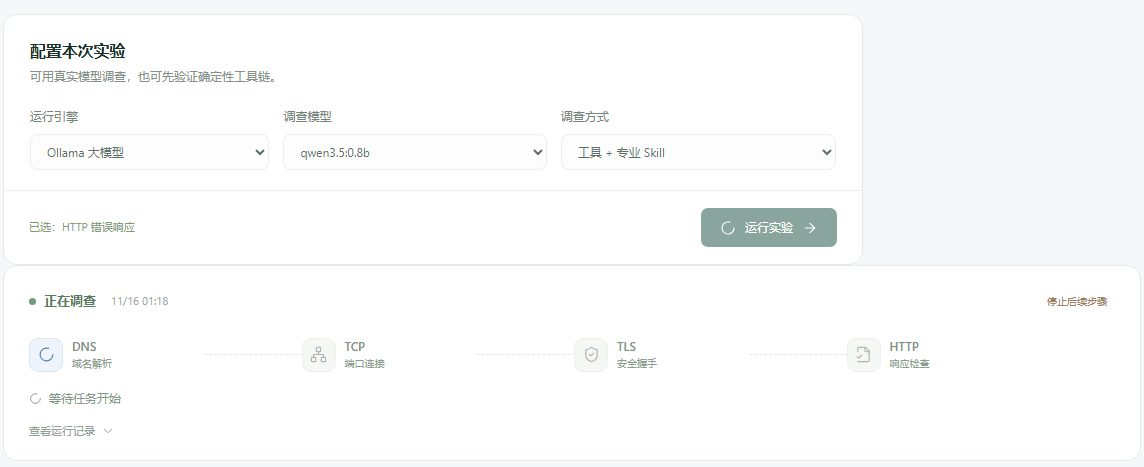 配置本次实验
可用真实模型调查，也可先验证确定性工具链。
运行引擎
调查模型
调查方式
Ollama 大模型
qwen3.5:0.8b
工具 + 专业 Skill
已选：HTTP 错误响应
运行实验
正在调查 11/16 01:18
停止后续步骤
DNS
域名解析
TCP
端口连接
TLS
安全握手
HTTP
响应检查
等待任务开始
查看运行记录